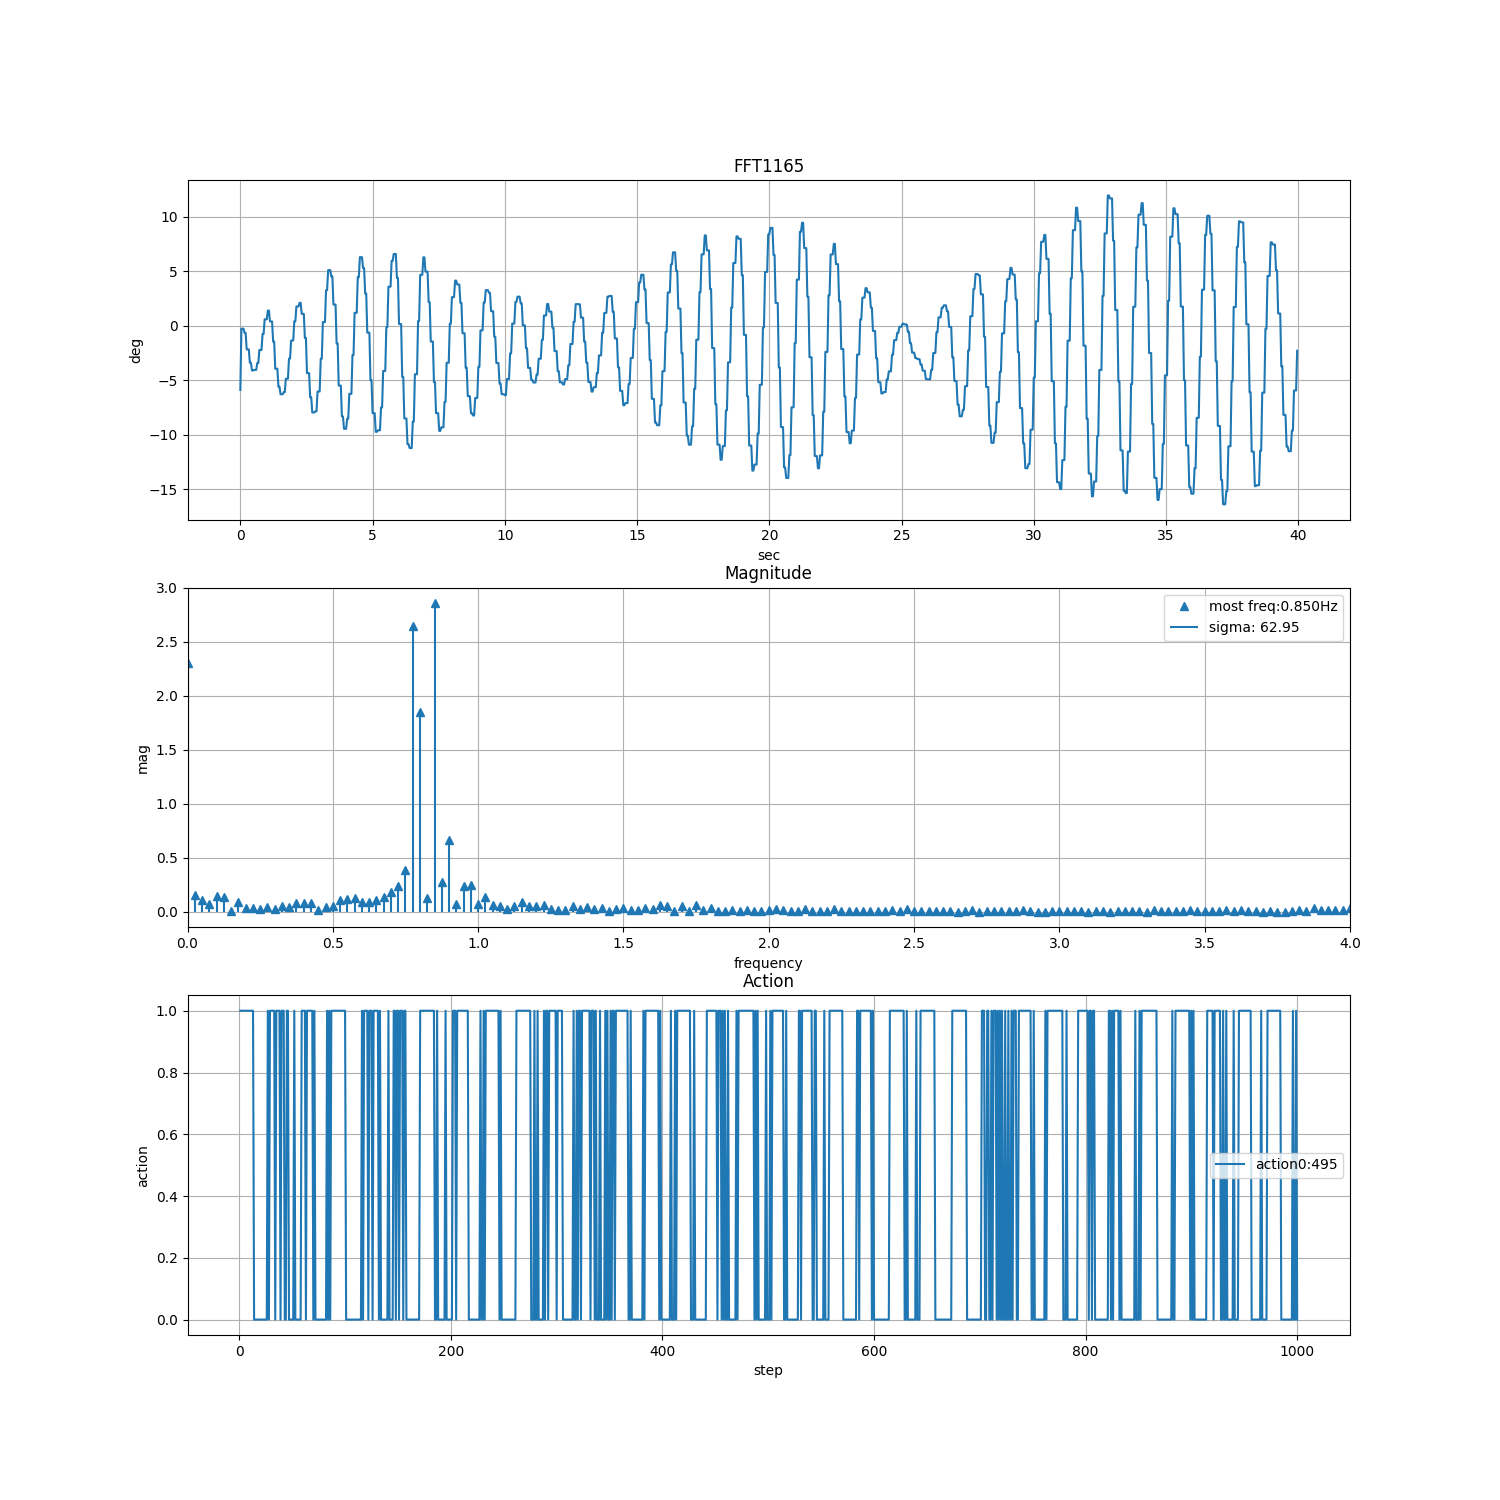 FFT1165
10
5
0
−5
−10
−15
deg
0 5 10 15 20 25 30 35 40
sec
Magnitude
3.0
2.5
2.0
1.5
1.0
0.5
0.0
mag
most freq:0.850Hz
sigma: 62.95
0.0 0.5 1.0 1.5 2.0 2.5 3.0 3.5 4.0
frequency
Action
1.0
0.8
0.6
0.4
0.2
0.0
action
action0:495
0 200 400 600 800 1000
step